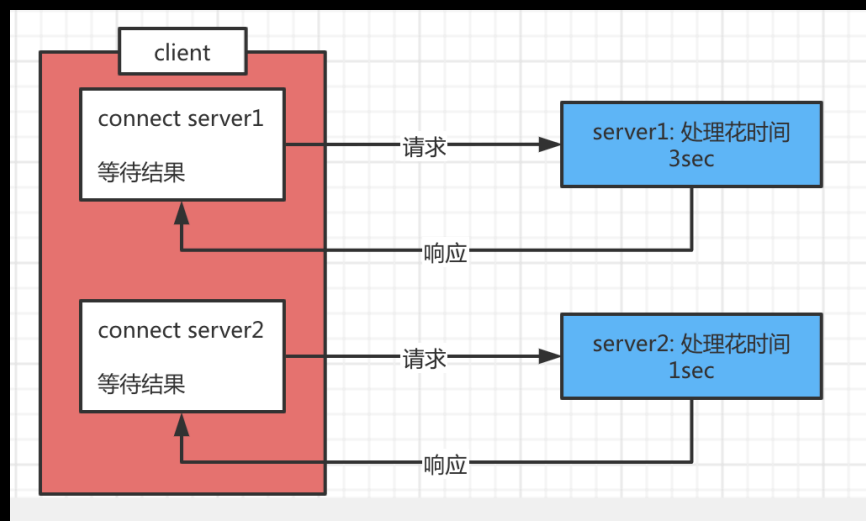 client
connect server1
等待结果
请求
server1: 处理花时间
3sec
响应
connect server2
等待结果
请求
server2: 处理花时间
1sec
响应